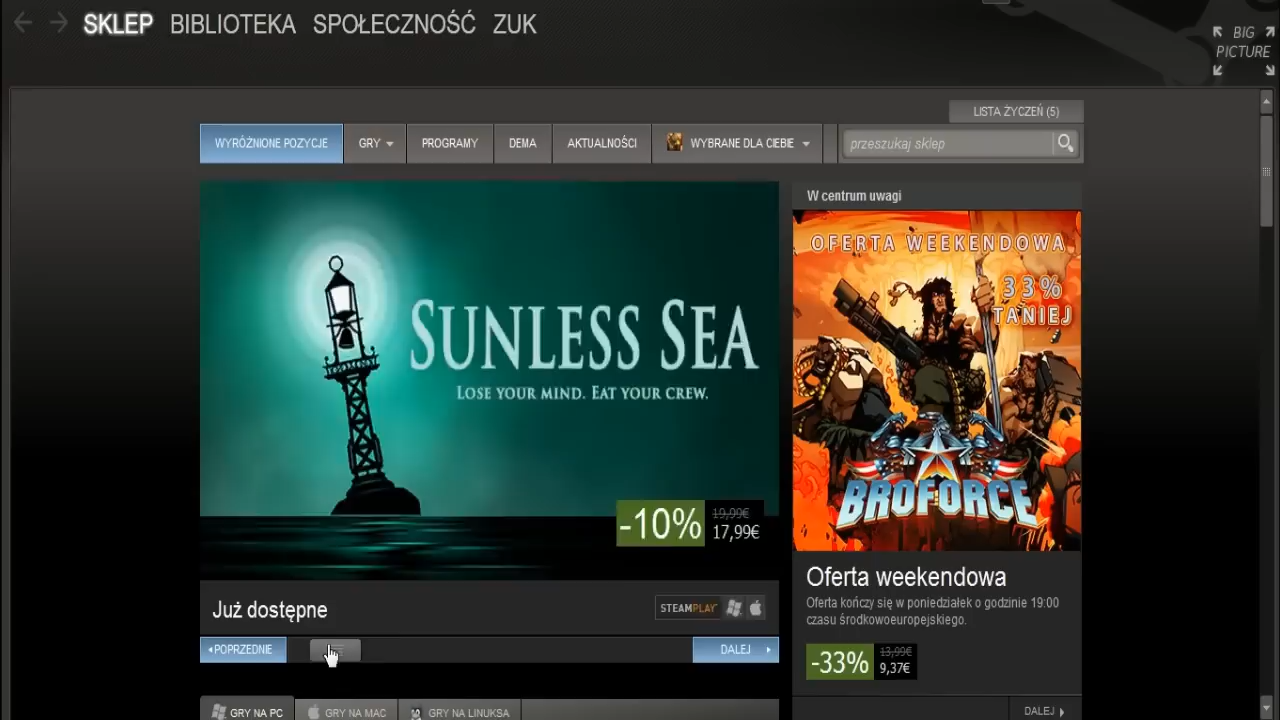 SKLEP BIBLIOTEKA SPOŁECZNOŚĆ ZUK
BIG
PICTURE
LISTA ŻYCZEŃ (5)
WYRÓŻNIONE POZYCJE GRY PROGRAMY DEMA AKTUALNOŚCI WYBRANE DLA CIEBIE przeszukaj sklep
SUNLESS SEA
LOSE YOUR MIND. EAT YOUR CREW.
-10% 19,99€
17,99€
Już dostępne STEAMPLAY
POPRZEDNIE DALEJ
GRY NA PC GRY NA MAC GRY NA LINUKSA
W centrum uwagi
OFERTA WEEKENDOWA
33%
TANIEJ
BROFORCE
Oferta weekendowa
Oferta kończy się w poniedziałek o godzinie 19:00
czasu środkowoeuropejskiego.
-33% 13,99€
9,37€
DALEJ